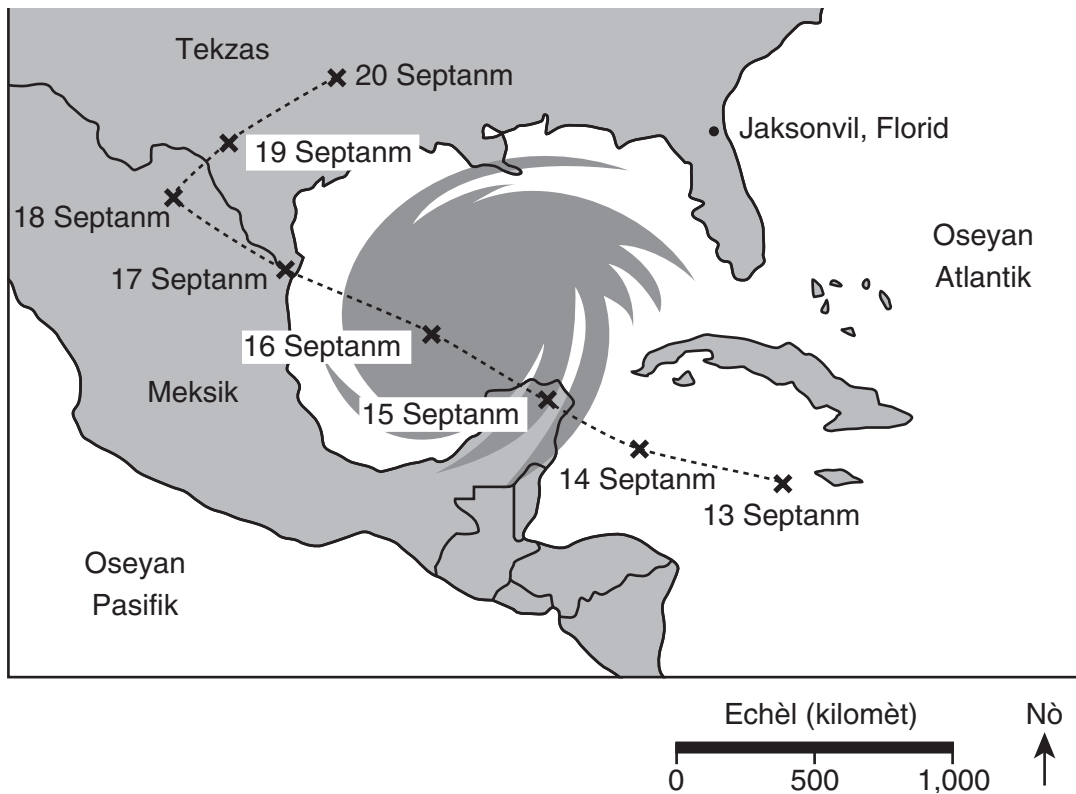 Tekzas
20 Septanm
Jaksonvil, Florid
19 Septanm
18 Septanm
Oseyan
Atlantik
17 Septanm
16 Septanm
Meksik
15 Septanm
14 Septanm
13 Septanm
Oseyan
Pasifik
Echèl (kilomèt)
Nò
0 500 1,000